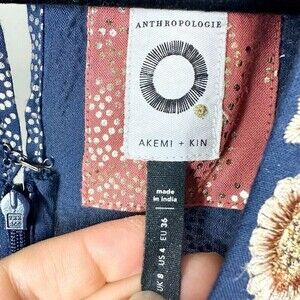 ANTHROPOLOGIE
AKEMI + KIN
made
in india
UK 8 US 4 EU 36